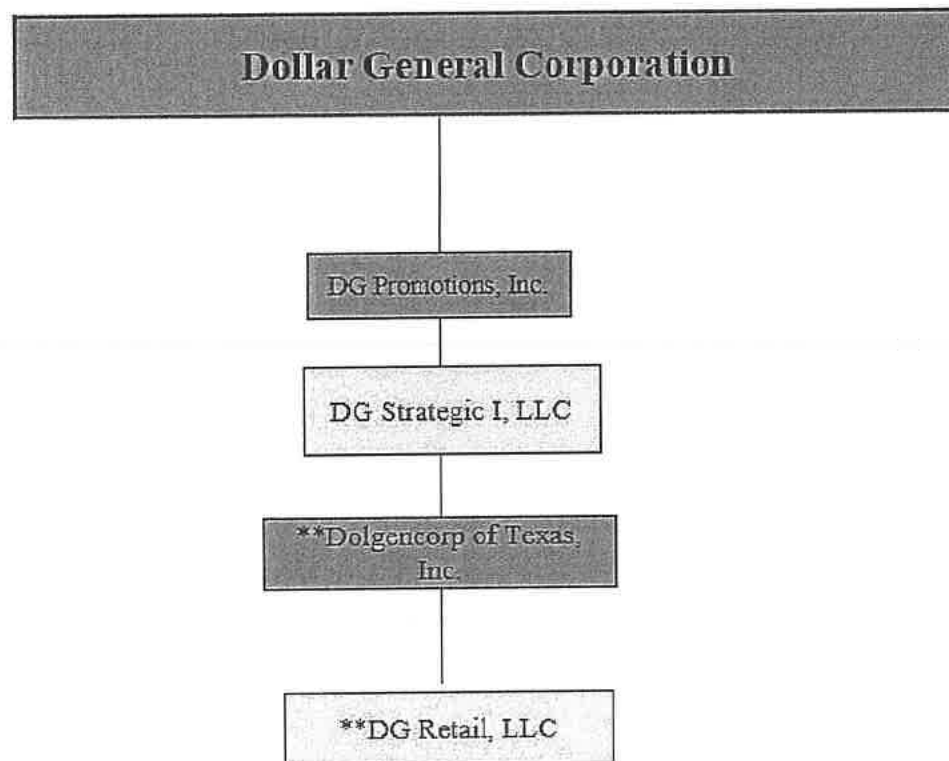 Dollar General Corporation
DG Promotions, Inc.
DG Strategic I, LLC
**Dolgencorp of Texas,
Inc.
**DG Retail, LLC